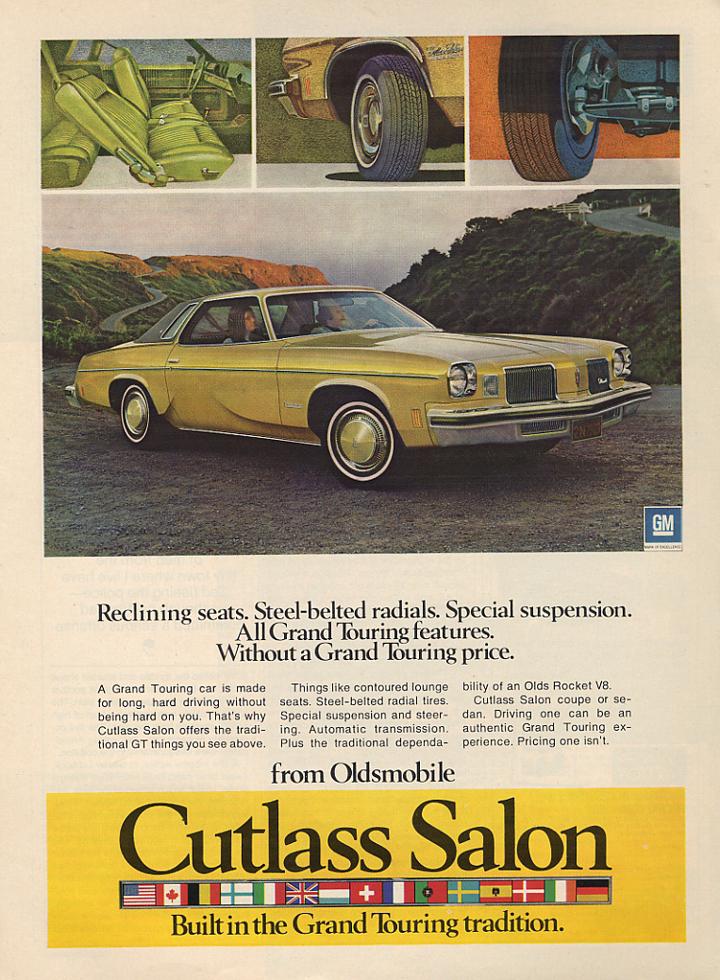 GM
MARK OF EXCELLENCE
Reclining seats. Steel-belted radials. Special suspension.
All Grand Touring features.
Without a Grand Touring price.
A Grand Touring car is made
for long, hard driving without
being hard on you. That's why
Cutlass Salon offers the tradi-
tional GT things you see above.
Things like contoured lounge
seats. Steel-belted radial tires.
Special suspension and steer-
ing. Automatic transmission.
Plus the traditional dependa-
bility of an Olds Rocket V8.
Cutlass Salon coupe or se-
dan. Driving one can be an
authentic Grand Touring ex-
perience. Pricing one isn't.
from Oldsmobile
Cutlass Salon
Built in the Grand Touring tradition.